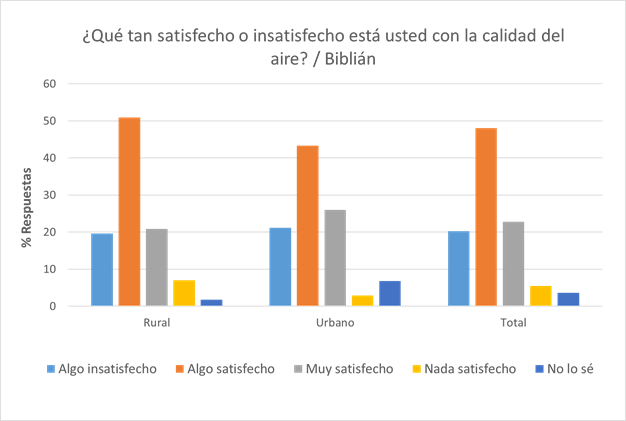 ¿Qué tan satisfecho o insatisfecho está usted con la calidad del
aire? / Biblián
60
50
40
30
20
10
0
% Respuestas
Rural
Urbano
Total
Algo insatisfecho
Algo satisfecho
Muy satisfecho
Nada satisfecho
No lo sé